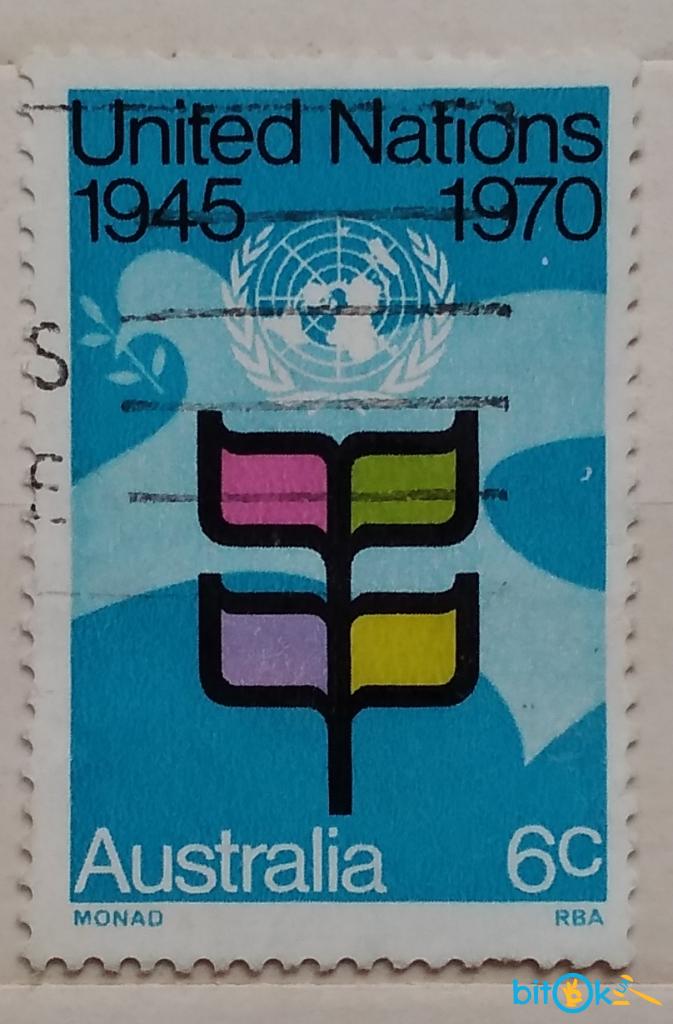 United Nations
1945 1970
S
E
Australia 6c
MONAD RBA
bitok